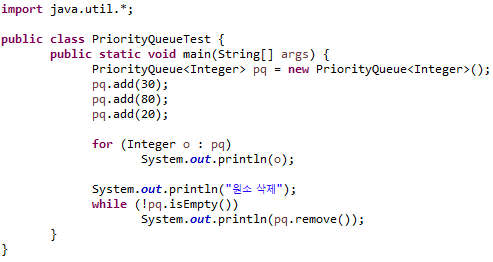 import java.util.*;
public class PriorityQueueTest {
public static void main(String[] args) {
PriorityQueue<Integer> pq = new PriorityQueue<Integer>();
pq.add(30);
pq.add(80);
pq.add(20);
for (Integer o : pq)
System.out.println(o);
System.out.println("원소 삭제");
while (!pq.isEmpty())
System.out.println(pq.remove());
}
}